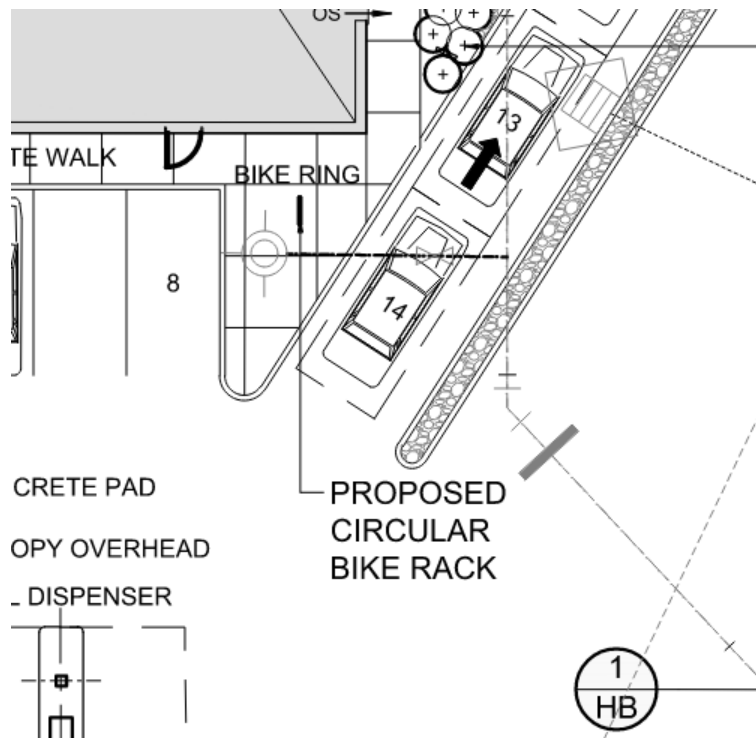 OS
13
TE WALK
BIKE RING
8
14
CRETE PAD
PROPOSED
CIRCULAR
BIKE RACK
OPY OVERHEAD
L DISPENSER
1
HB